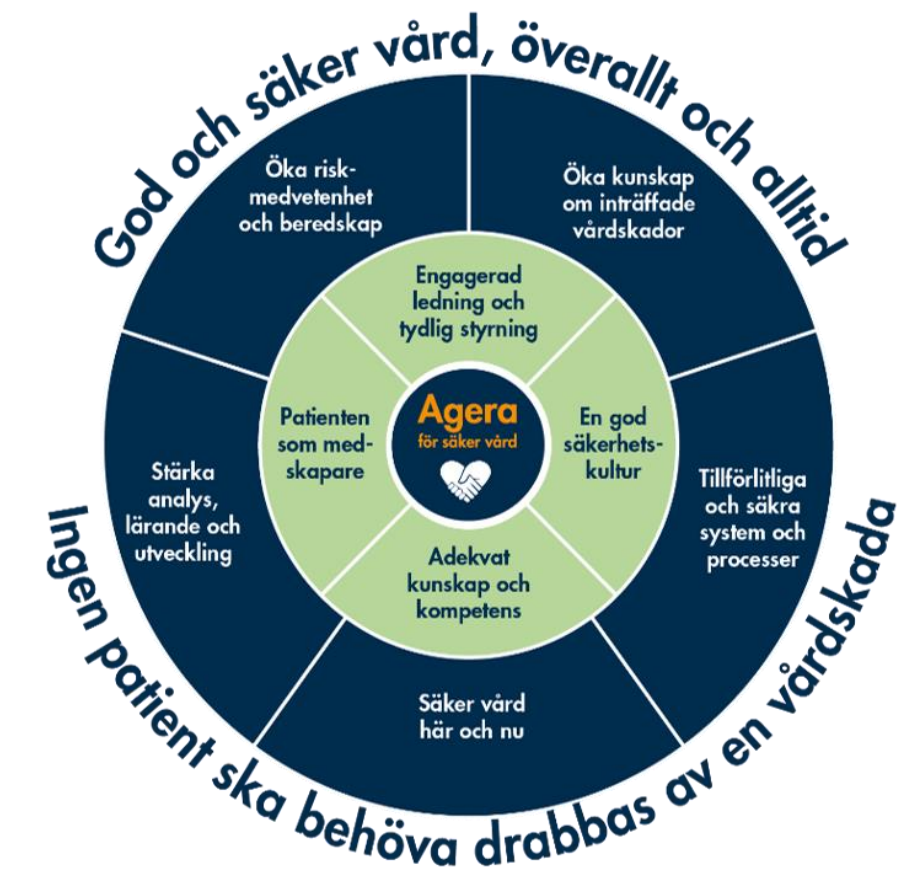 God och säker vård, överallt och alltid
Öka risk-
medvetenhet
och beredskap
Öka kunskap
om inträffade
vårdskador
Engagerad
ledning och
tydlig styrning
Patienten
som med-
skapare
Agera
för säker vård
En god
säkerhets-
kultur
Stärka
analys,
lärande och
utveckling
Tillförlitliga
och säkra
system och
processer
Adekvat
kunskap och
kompetens
Säker vård
här och nu
Ingen patient ska behöva drabbas av en vårdskada